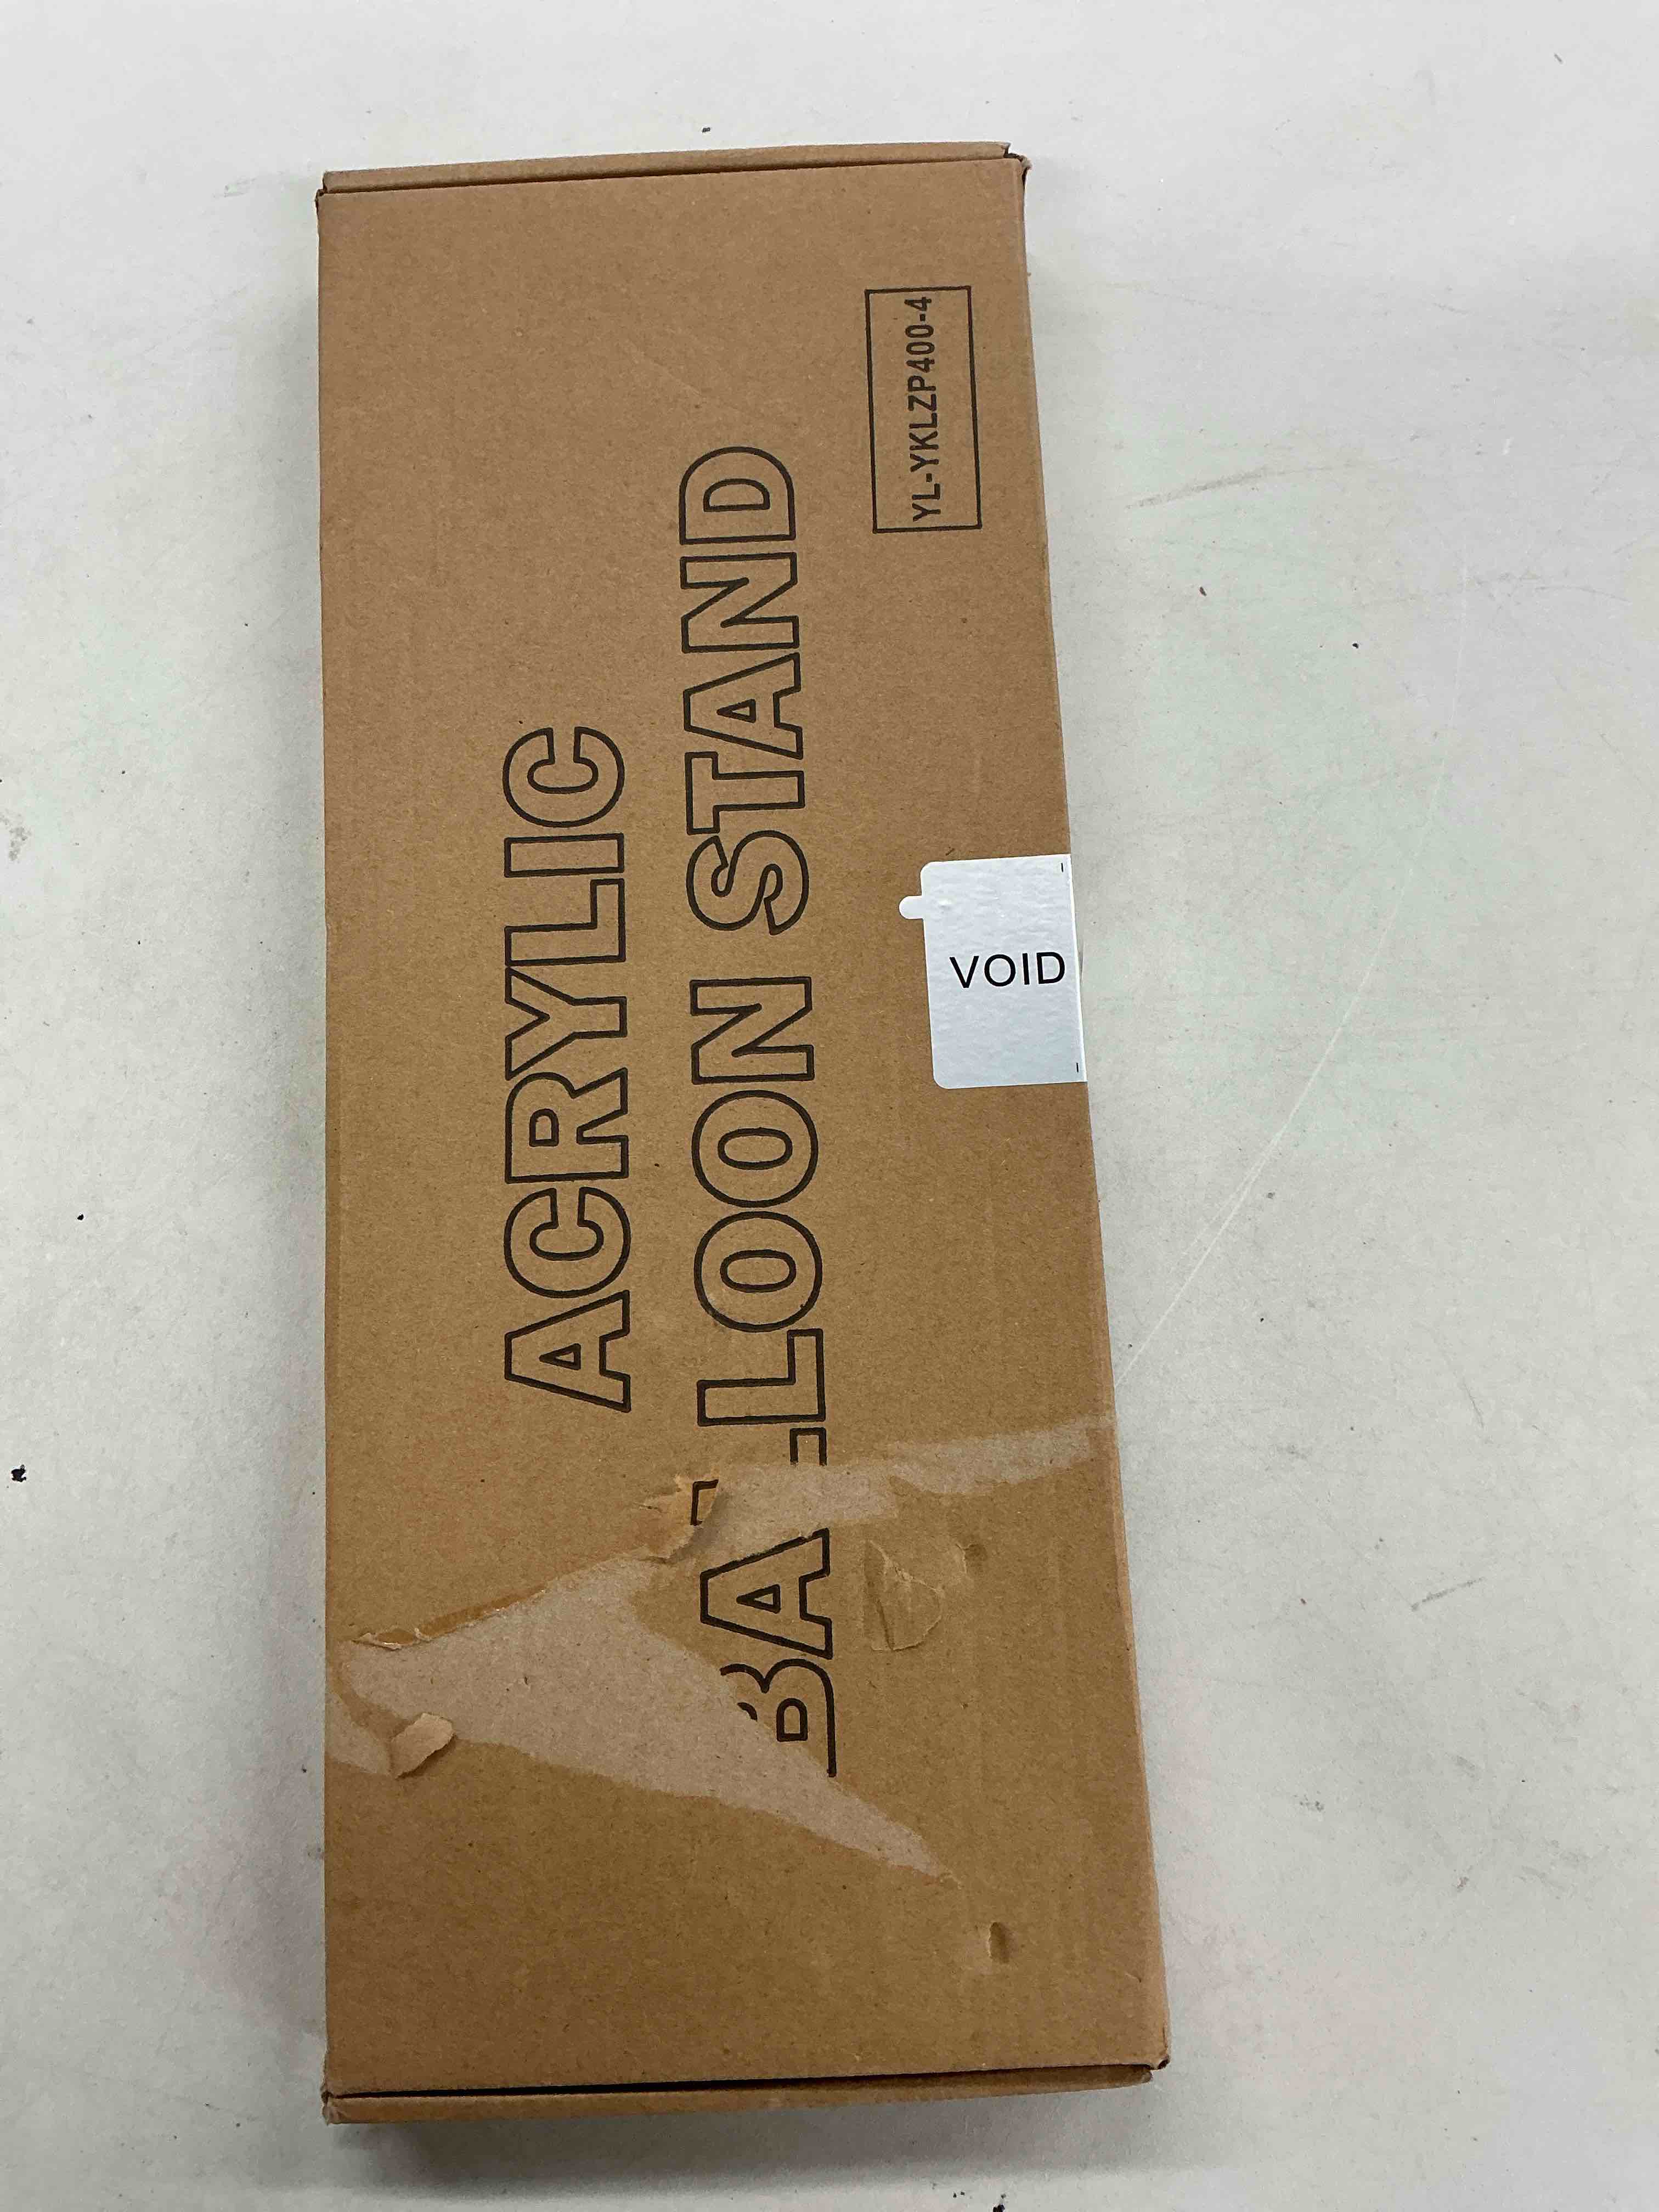 ACRYLIC
BALLOON STAND
YL-YKLZP400-4
VOID